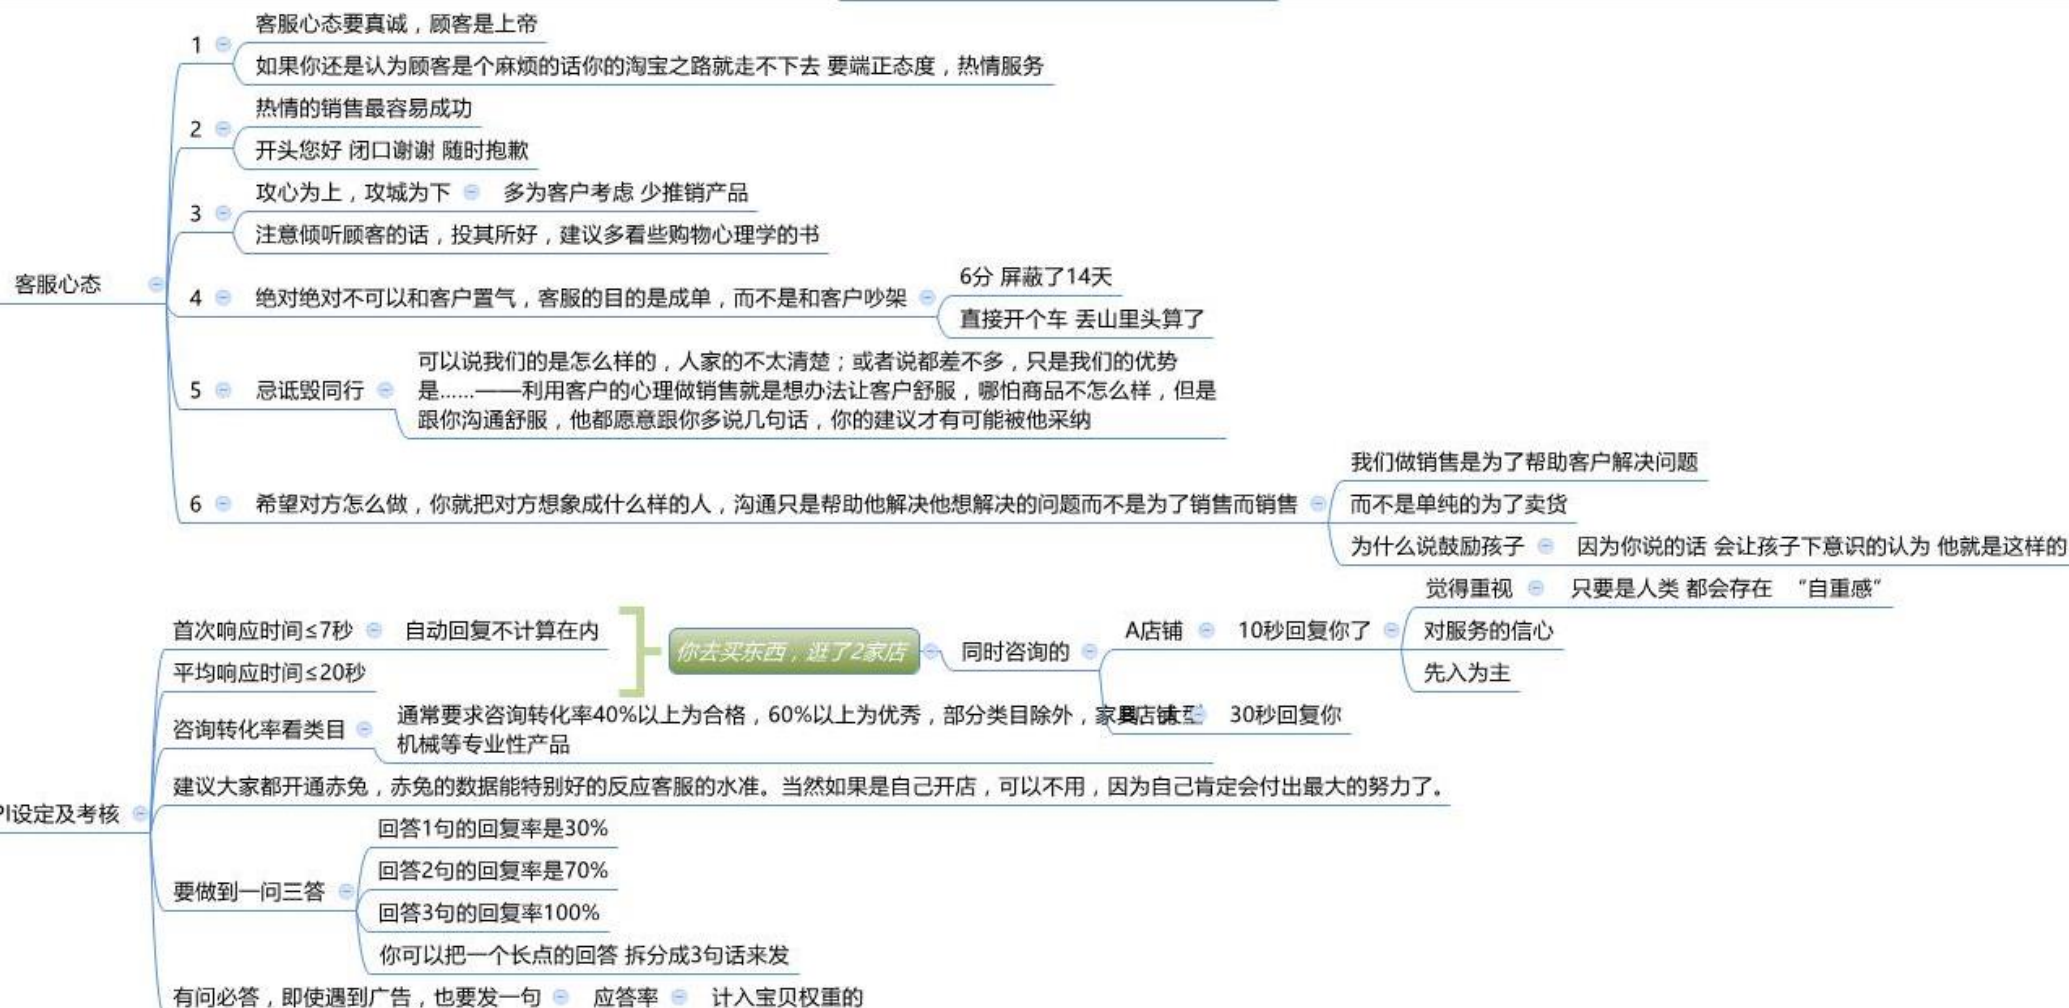 客服心态
1
客服心态要真诚，顾客是上帝
如果你还是认为顾客是个麻烦的话你的淘宝之路就走不下去 要端正态度，热情服务
2
热情的销售最容易成功
开头您好 闭口谢谢 随时抱歉
3
攻心为上，攻城为下
多为客户考虑 少推销产品
注意倾听顾客的话，投其所好，建议多看些购物心理学的书
4
绝对绝对不可以和客户置气，客服的目的是成单，而不是和客户吵架
6分 屏蔽了14天
直接开个车 丢山里头算了
5
忌诋毁同行
可以说我们的是怎么样的，人家的不太清楚；或者说都差不多，只是我们的优势
是……——利用客户的心理做销售就是想办法让客户舒服，哪怕商品不怎么样，但是
跟你沟通舒服，他都愿意跟你多说几句话，你的建议才有可能被他采纳
6
希望对方怎么做，你就把对方想象成什么样的人，沟通只是帮助他解决他想解决的问题而不是为了销售而销售
我们做销售是为了帮助客户解决问题
而不是单纯的为了卖货
为什么说鼓励孩子
因为你说的话 会让孩子下意识的认为 他就是这样的
PI设定及考核
首次响应时间≤7秒
自动回复不计算在内
平均响应时间≤20秒
你去买东西，逛了2家店
同时咨询的
A店铺
10秒回复你了
觉得重视
只要是人类 都会存在 “自重感”
对服务的信心
先入为主
30秒回复你
咨询转化率看类目
通常要求咨询转化率40%以上为合格，60%以上为优秀，部分类目除外，
机械等专业性产品
建议大家都开通赤兔，赤兔的数据能特别好的反应客服的水准。当然如果是自己开店，可以不用，因为自己肯定会付出最大的努力了。
要做到一问三答
回答1句的回复率是30%
回答2句的回复率是70%
回答3句的回复率100%
你可以把一个长点的回答 拆分成3句话来发
有问必答，即使遇到广告，也要发一句
应答率
计入宝贝权重的